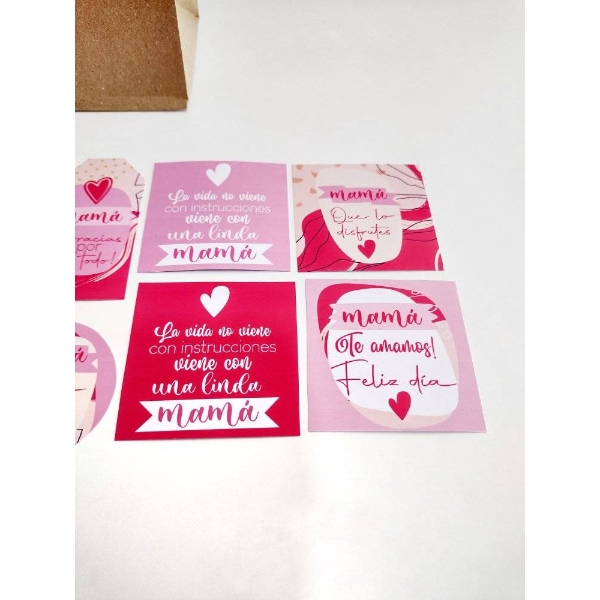 mamá
gracias
por
todo!
La vida no viene
con instrucciones
viene con
una linda
mamá
mamá
Que lo
disfrutes
La vida no viene
con instrucciones
viene con
una linda
mamá
mamá
Te amamos!
Feliz día